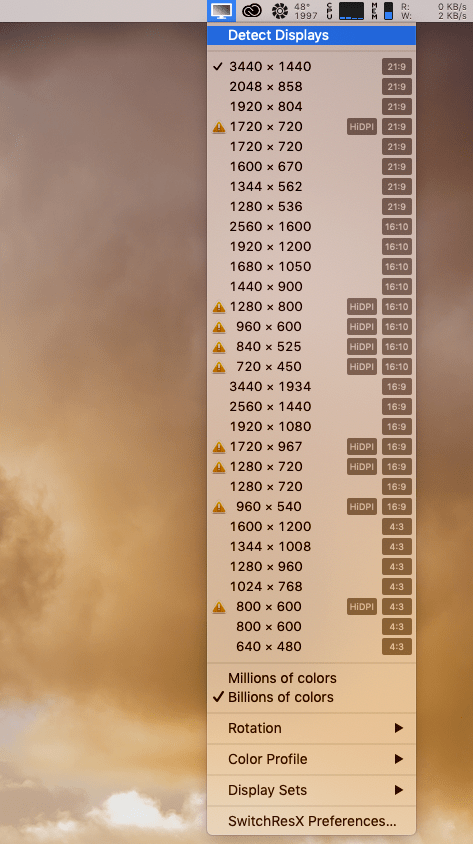 48° C P U M E M R: 0 KB/s
1997 W: 2 KB/s
Detect Displays
3440 × 1440 21:9
2048 × 858 21:9
1920 × 804 21:9
1720 × 720 HiDPI 21:9
1720 × 720 21:9
1600 × 670 21:9
1344 × 562 21:9
1280 × 536 21:9
2560 × 1600 16:10
1920 × 1200 16:10
1680 × 1050 16:10
1440 × 900 16:10
1280 × 800 HiDPI 16:10
960 × 600 HiDPI 16:10
840 × 525 HiDPI 16:10
720 × 450 HiDPI 16:10
3440 × 1934 16:9
2560 × 1440 16:9
1920 × 1080 16:9
1720 × 967 HiDPI 16:9
1280 × 720 HiDPI 16:9
1280 × 720 16:9
960 × 540 HiDPI 16:9
1600 × 1200 4:3
1344 × 1008 4:3
1280 × 960 4:3
1024 × 768 4:3
800 × 600 HiDPI 4:3
800 × 600 4:3
640 × 480 4:3
Millions of colors
Billions of colors
Rotation
Color Profile
Display Sets
SwitchResX Preferences...